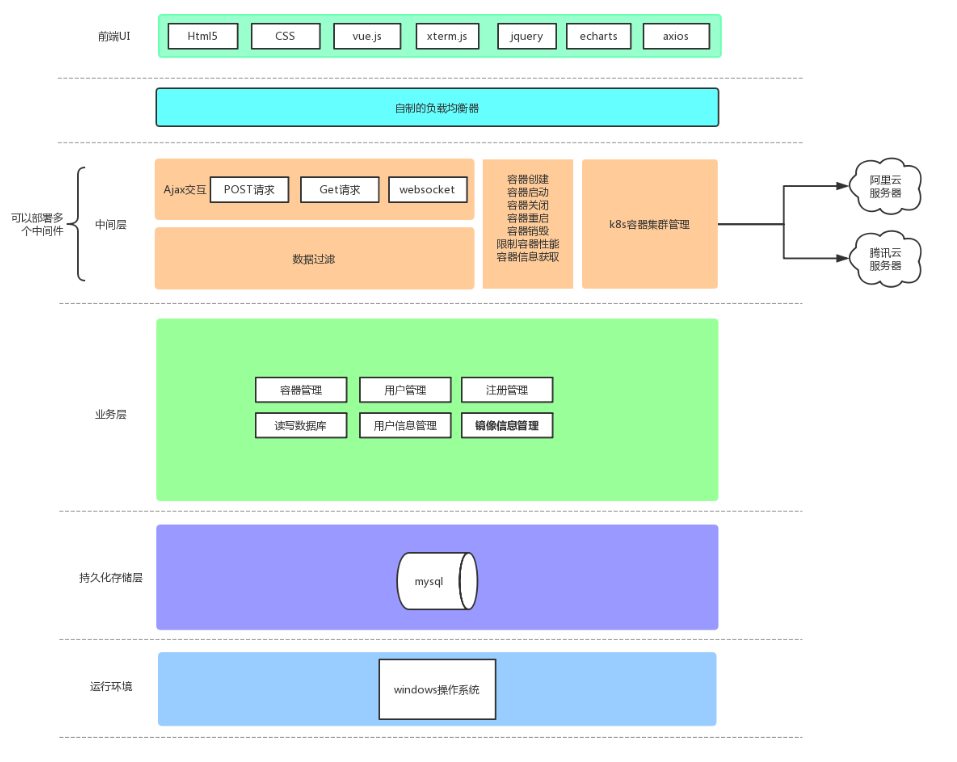 前端UI
Html5
CSS
vue.js
xterm.js
jquery
echarts
axios
自制的负载均衡器
可以部署多
个中间件
中间层
Ajax交互
POST请求
Get请求
websocket
数据过滤
容器创建
容器启动
容器关闭
容器重启
容器销毁
限制容器性能
容器信息获取
k8s容器集群管理
阿里云
服务器
腾讯云
服务器
业务层
容器管理
用户管理
注册管理
读写数据库
用户信息管理
镜像信息管理
持久化存储层
mysql
运行环境
windows操作系统